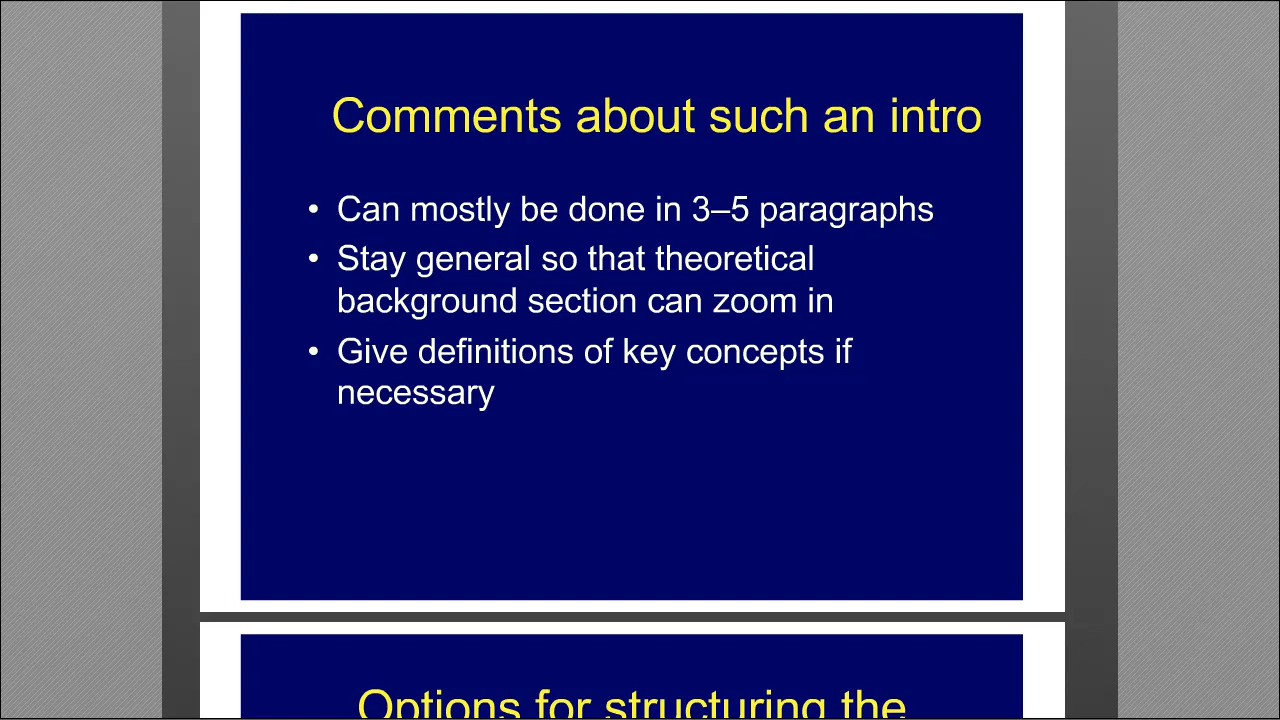 Comments about such an intro
• Can mostly be done in 3–5 paragraphs
• Stay general so that theoretical
background section can zoom in
• Give definitions of key concepts if
necessary
Options for structuring the